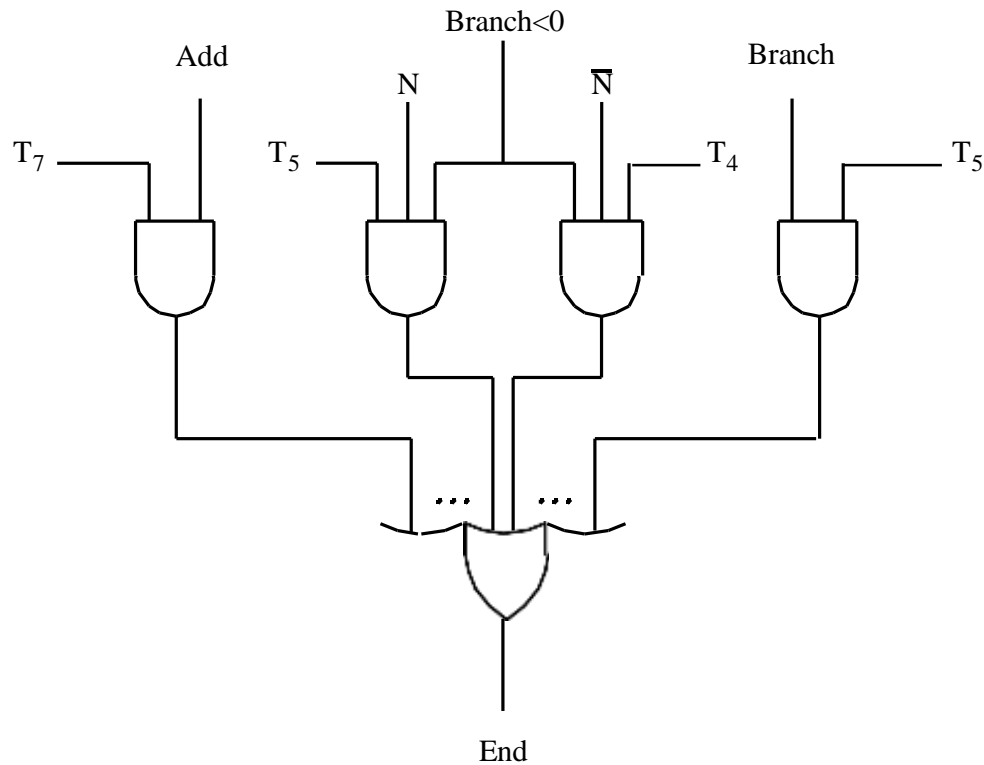 Branch<0
Add
Branch
N
N̅
T₇
T₅
T₄
T₅
...
...
End